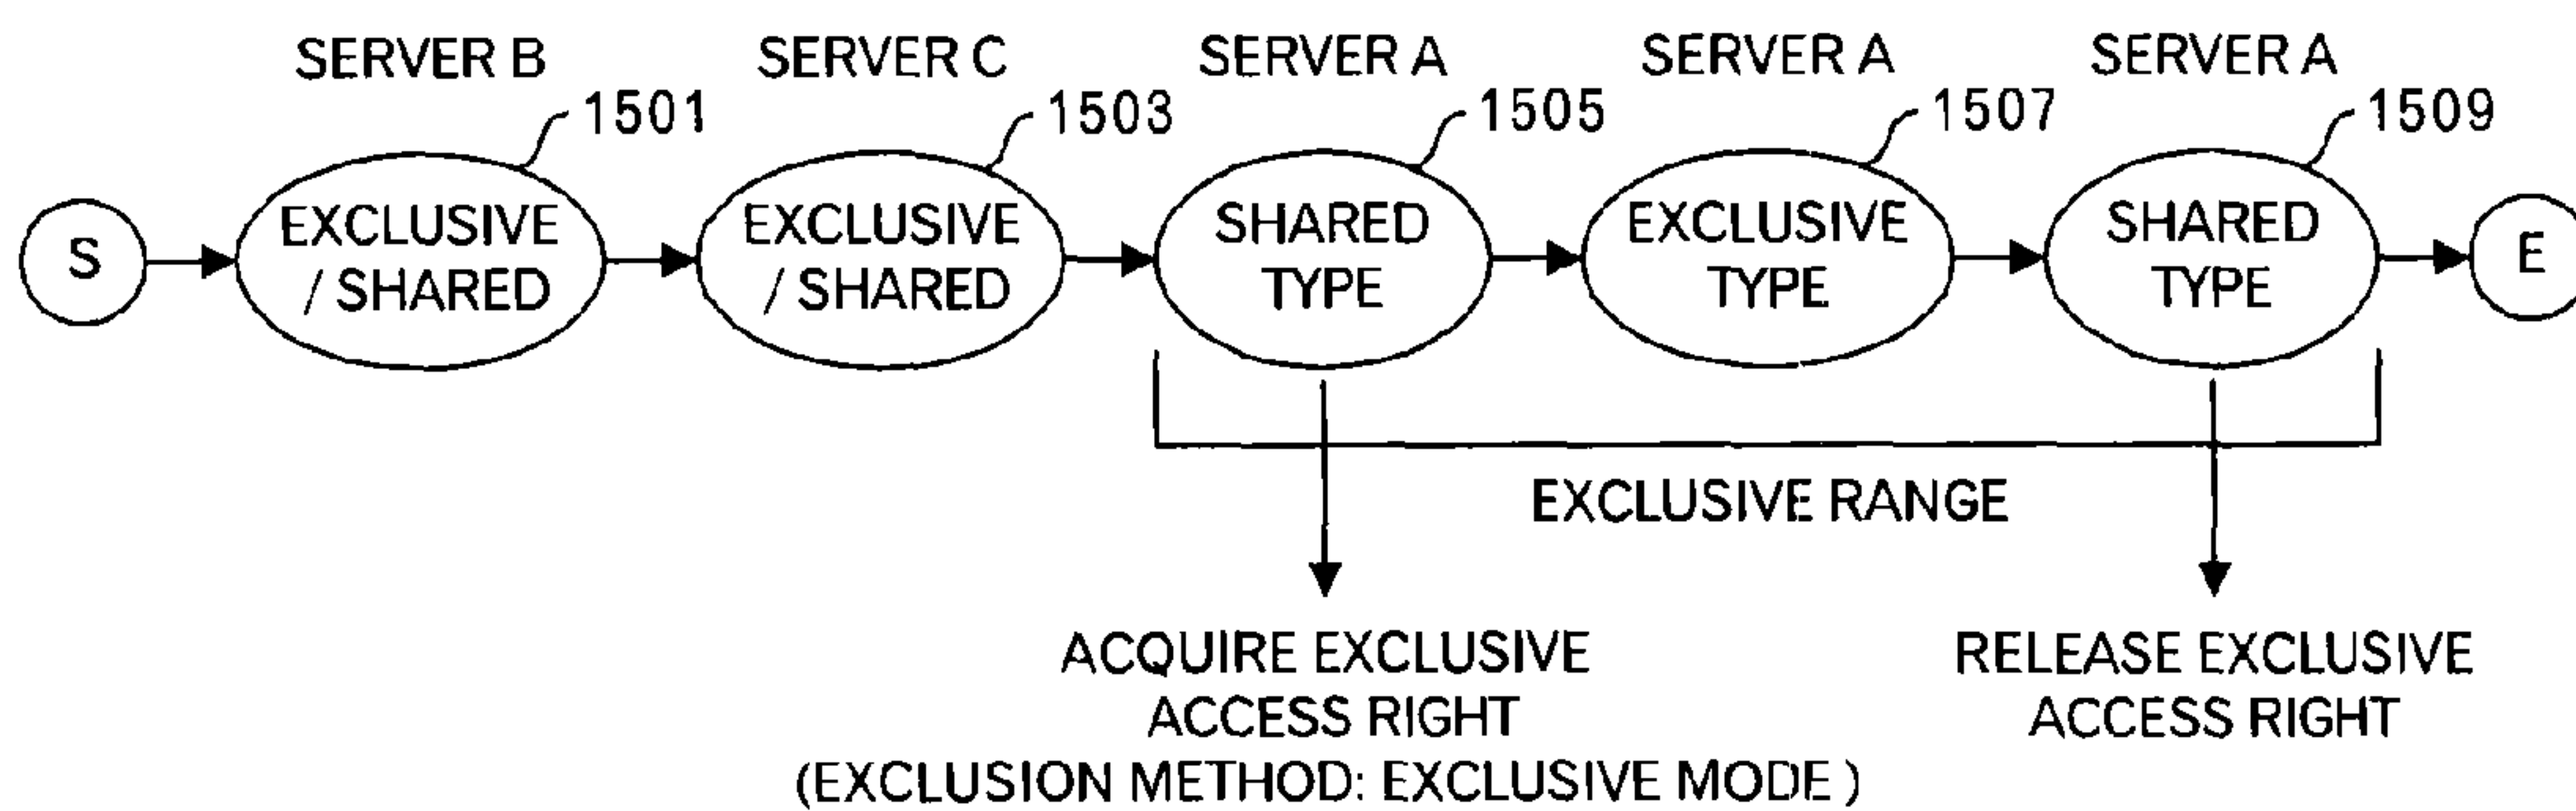 SERVER B
SERVER C
SERVER A
SERVER A
SERVER A
1501
1503
1505
1507
1509
S
EXCLUSIVE
/ SHARED
EXCLUSIVE
/ SHARED
SHARED
TYPE
EXCLUSIVE
TYPE
SHARED
TYPE
E
EXCLUSIVE RANGE
ACQUIRE EXCLUSIVE
ACCESS RIGHT
(EXCLUSION METHOD: EXCLUSIVE MODE)
RELEASE EXCLUSIVE
ACCESS RIGHT